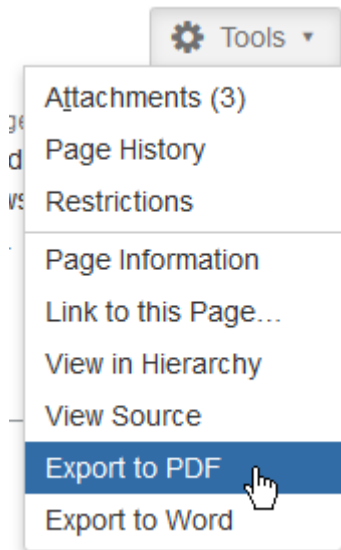 Tools
Attachments (3)
Page History
Restrictions
Page Information
Link to this Page...
View in Hierarchy
View Source
Export to PDF
Export to Word